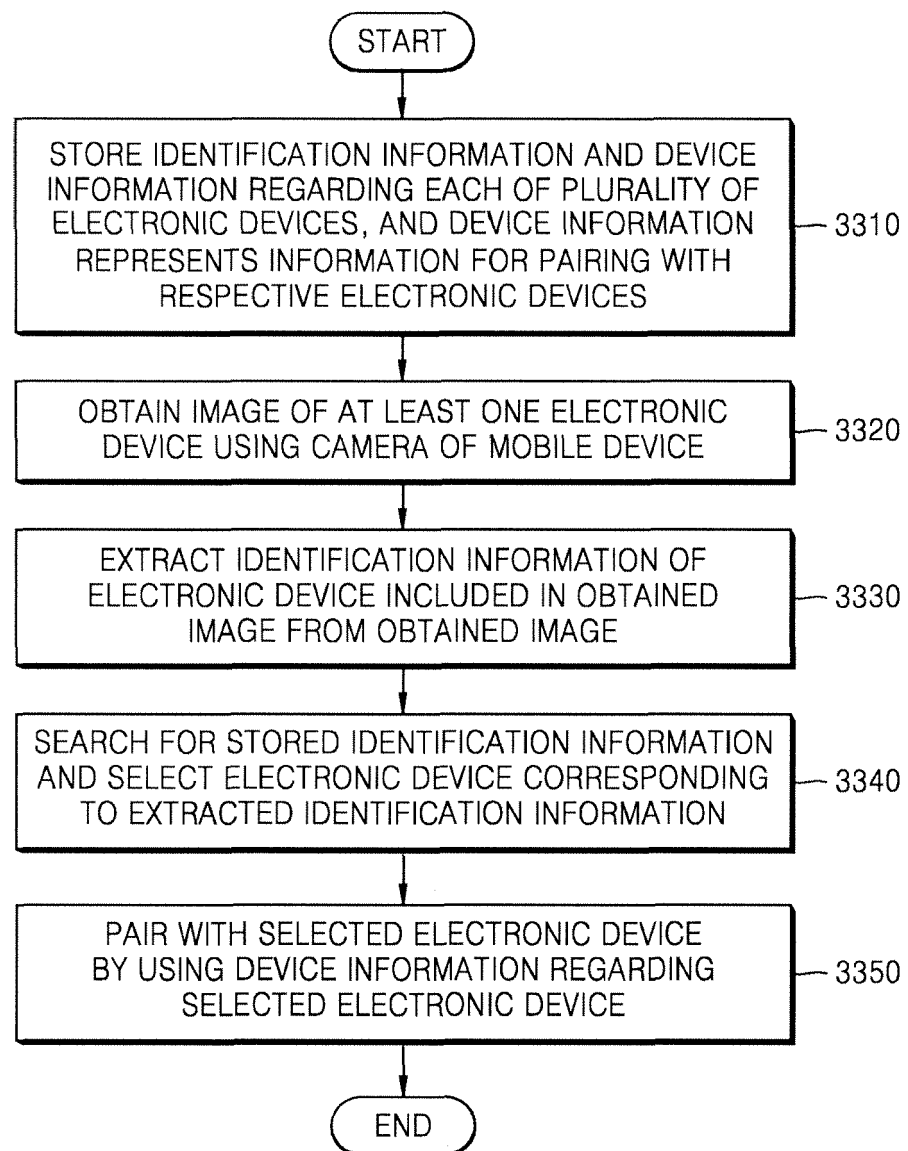 START
STORE IDENTIFICATION INFORMATION AND DEVICE
INFORMATION REGARDING EACH OF PLURALITY OF
ELECTRONIC DEVICES, AND DEVICE INFORMATION
REPRESENTS INFORMATION FOR PAIRING WITH
RESPECTIVE ELECTRONIC DEVICES
3310
OBTAIN IMAGE OF AT LEAST ONE ELECTRONIC
DEVICE USING CAMERA OF MOBILE DEVICE
3320
EXTRACT IDENTIFICATION INFORMATION OF
ELECTRONIC DEVICE INCLUDED IN OBTAINED
IMAGE FROM OBTAINED IMAGE
3330
SEARCH FOR STORED IDENTIFICATION INFORMATION
AND SELECT ELECTRONIC DEVICE CORRESPONDING
TO EXTRACTED IDENTIFICATION INFORMATION
3340
PAIR WITH SELECTED ELECTRONIC DEVICE
BY USING DEVICE INFORMATION REGARDING
SELECTED ELECTRONIC DEVICE
3350
END